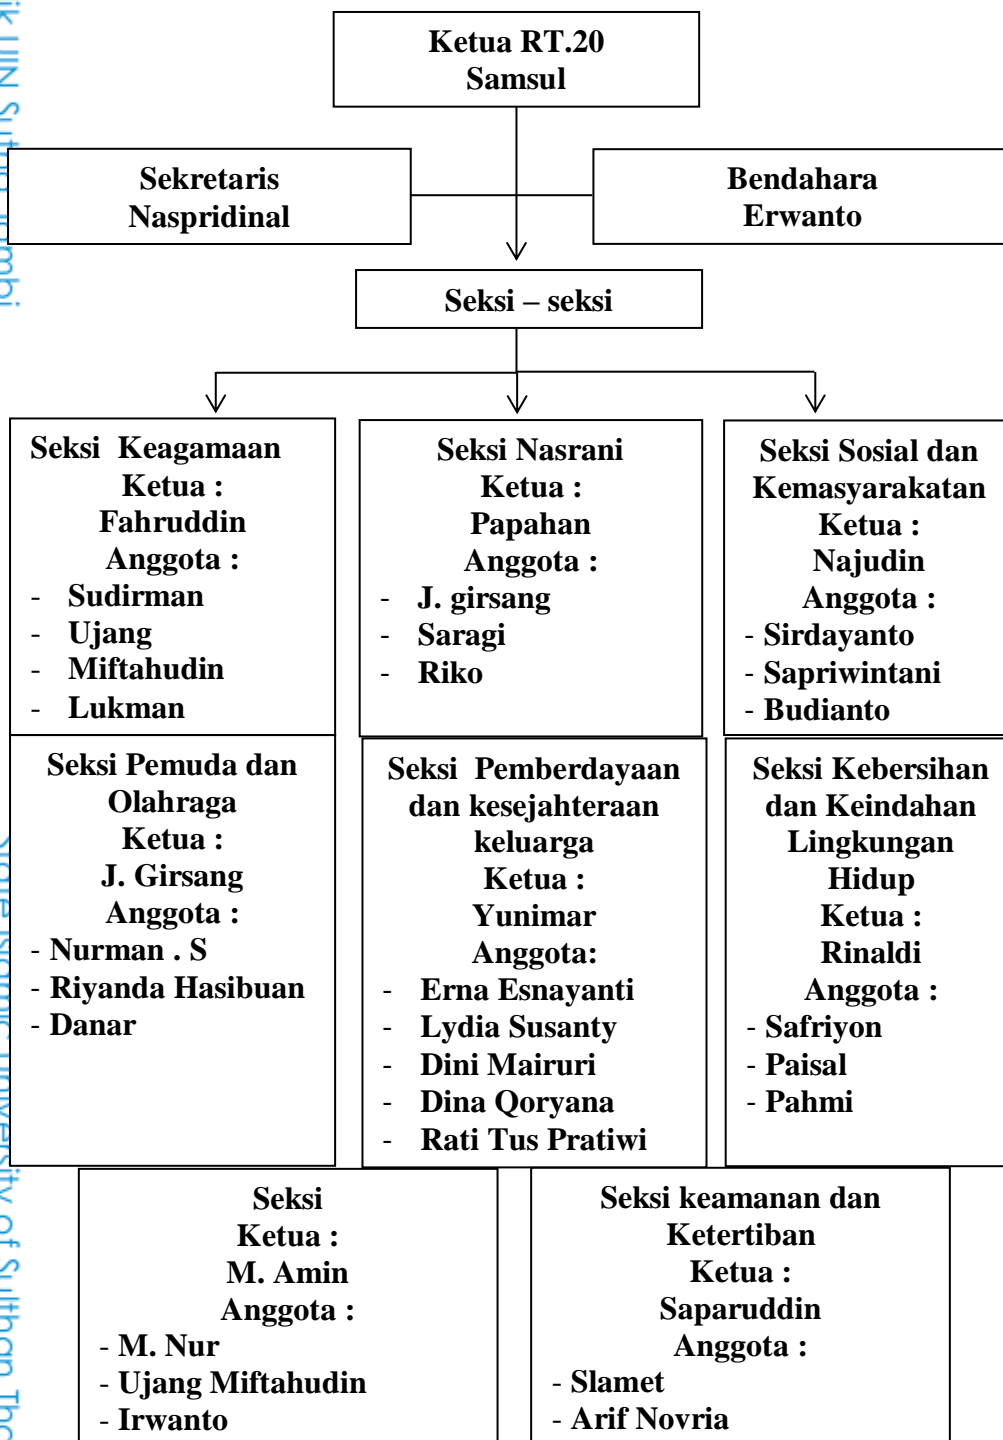 Ketua RT.20
Samsul
Sekretaris
Naspridinal
Bendahara
Erwanto
Seksi – seksi
Seksi Keagamaan
Ketua :
Fahruddin
Anggota :
- Sudirman
- Ujang
- Miftahudin
- Lukman
Seksi Nasrani
Ketua :
Papahan
Anggota :
- J. girsang
- Saragi
- Riko
Seksi Sosial dan
Kemasyarakatan
Ketua :
Najudin
Anggota :
- Sirdayanto
- Sapriwintani
- Budianto
Seksi Pemuda dan
Olahraga
Ketua :
J. Girsang
Anggota :
- Nurman . S
- Riyanda Hasibuan
- Danar
Seksi Pemberdayaan
dan kesejahteraan
keluarga
Ketua :
Yunimar
Anggota:
- Erna Esnayanti
- Lydia Susanty
- Dini Mairuri
- Dina Qoryana
- Rati Tus Pratiwi
Seksi Kebersihan
dan Keindahan
Lingkungan
Hidup
Ketua :
Rinaldi
Anggota :
- Safriyon
- Paisal
- Pahmi
Seksi
Ketua :
M. Amin
Anggota :
- M. Nur
- Ujang Miftahudin
- Irwanto
Seksi keamanan dan
Ketertiban
Ketua :
Saparuddin
Anggota :
- Slamet
- Arif Novria
University of Sulthan